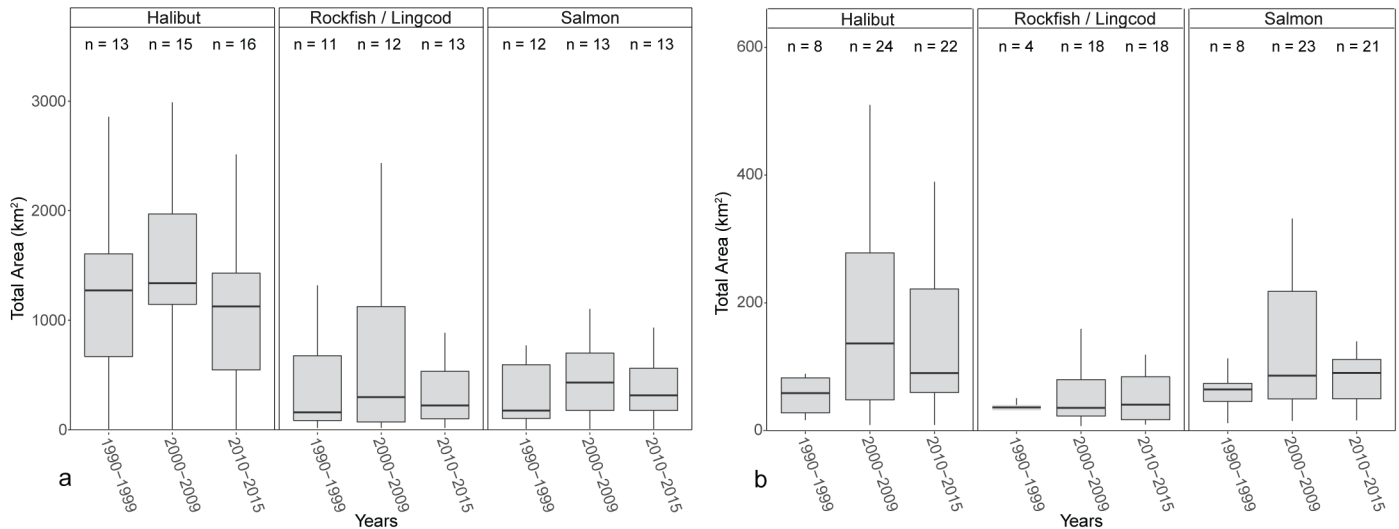 Halibut
Rockfish / Lingcod
Salmon
n = 13
n = 15
n = 16
n = 11
n = 12
n = 13
n = 12
n = 13
n = 13
3000
2000
1000
0
Total Area (km²)
1990−1999
2000−2009
2010−2015
1990−1999
2000−2009
2010−2015
1990−1999
2000−2009
2010−2015
Years
a
Halibut
Rockfish / Lingcod
Salmon
n = 8
n = 24
n = 22
n = 4
n = 18
n = 18
n = 8
n = 23
n = 21
600
400
200
0
Total Area (km²)
1990−1999
2000−2009
2010−2015
1990−1999
2000−2009
2010−2015
1990−1999
2000−2009
2010−2015
Years
b